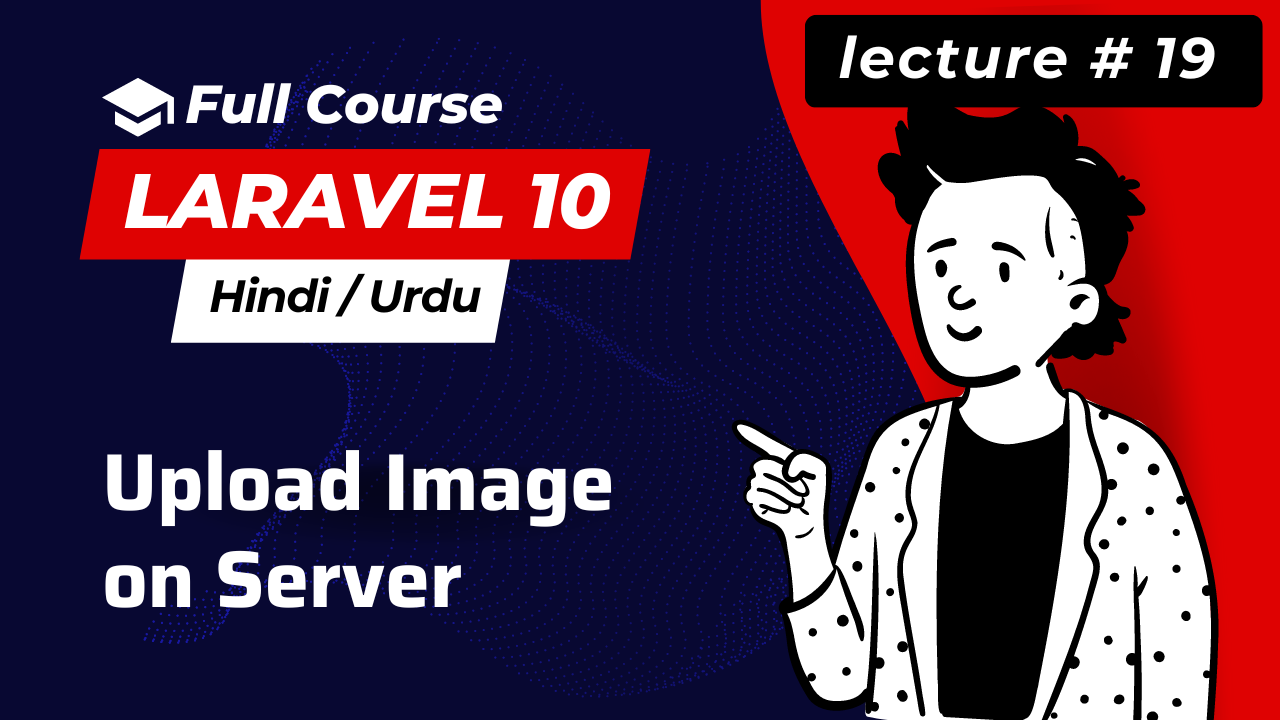 lecture # 19
Full Course
LARAVEL 10
Hindi / Urdu
Upload Image
on Server